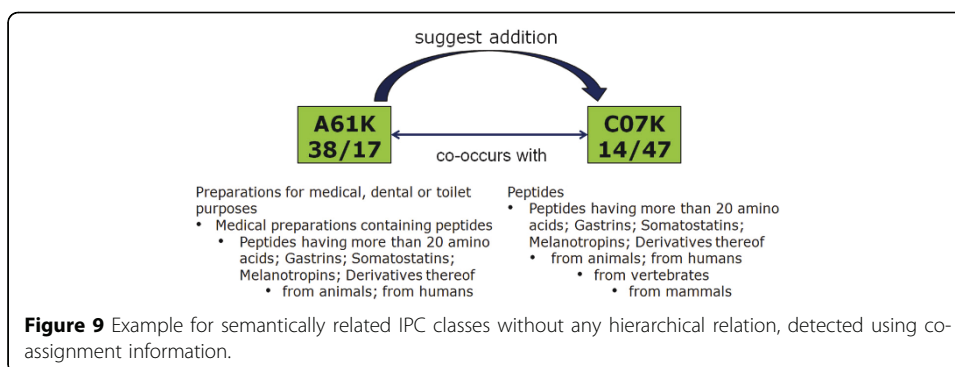 suggest addition
A61K
38/17
C07K
14/47
co-occurs with
Preparations for medical, dental or toilet
purposes
• Medical preparations containing peptides
• Peptides having more than 20 amino
acids; Gastrins; Somatostatins;
Melanotropins; Derivatives thereof
• from animals; from humans
Peptides
• Peptides having more than 20 amino
acids; Gastrins; Somatostatins;
Melanotropins; Derivatives thereof
• from animals; from humans
• from vertebrates
• from mammals
Figure 9 Example for semantically related IPC classes without any hierarchical relation, detected using co-
assignment information.